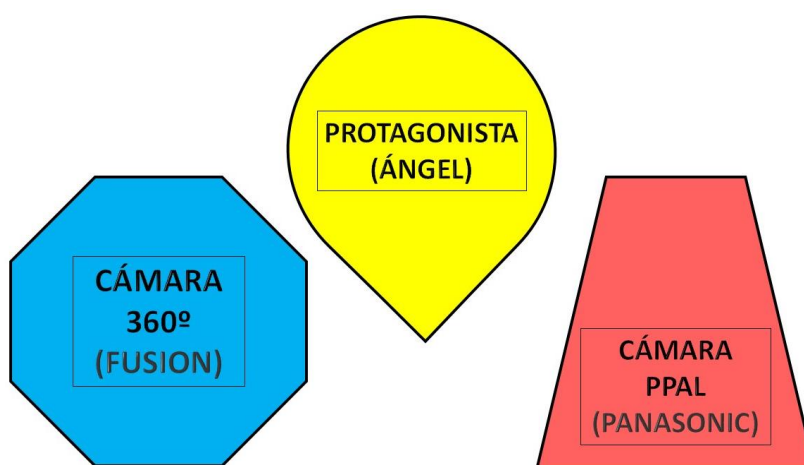 PROTAGONISTA
(ÁNGEL)
CÁMARA
360º
(FUSION)
CÁMARA
PPAL
(PANASONIC)